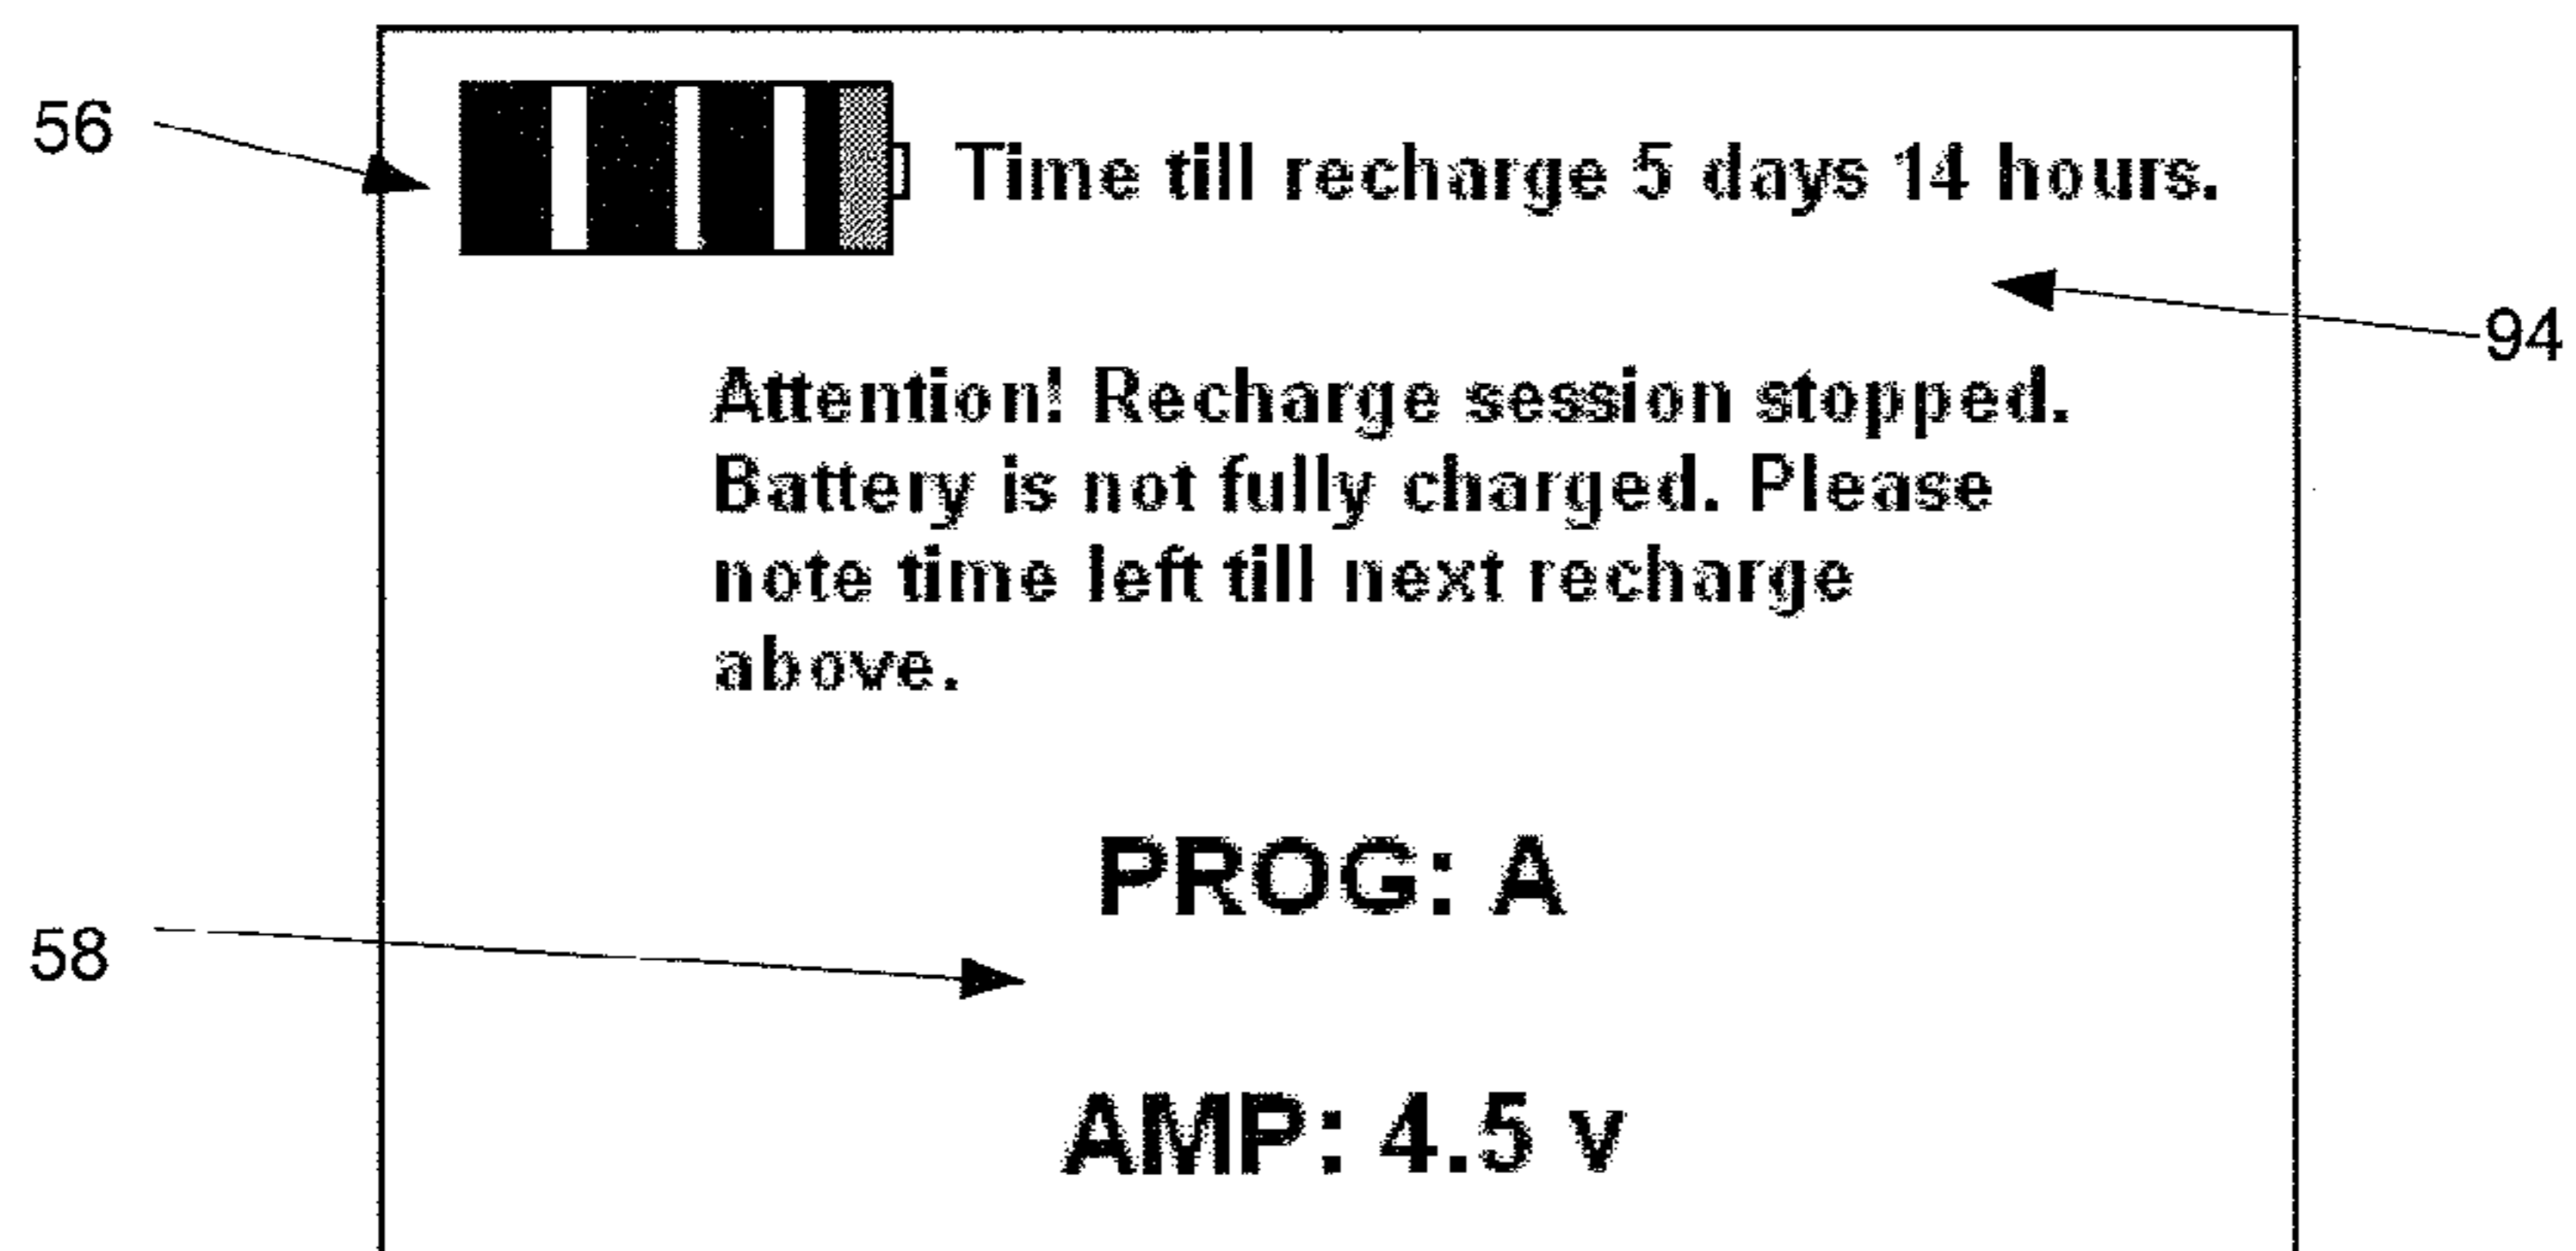 56
Time till recharge 5 days 14 hours.
94
Attention! Recharge session stopped.
Battery is not fully charged. Please
note time left till next recharge
above.
PROG: A
58
AMP: 4.5 v